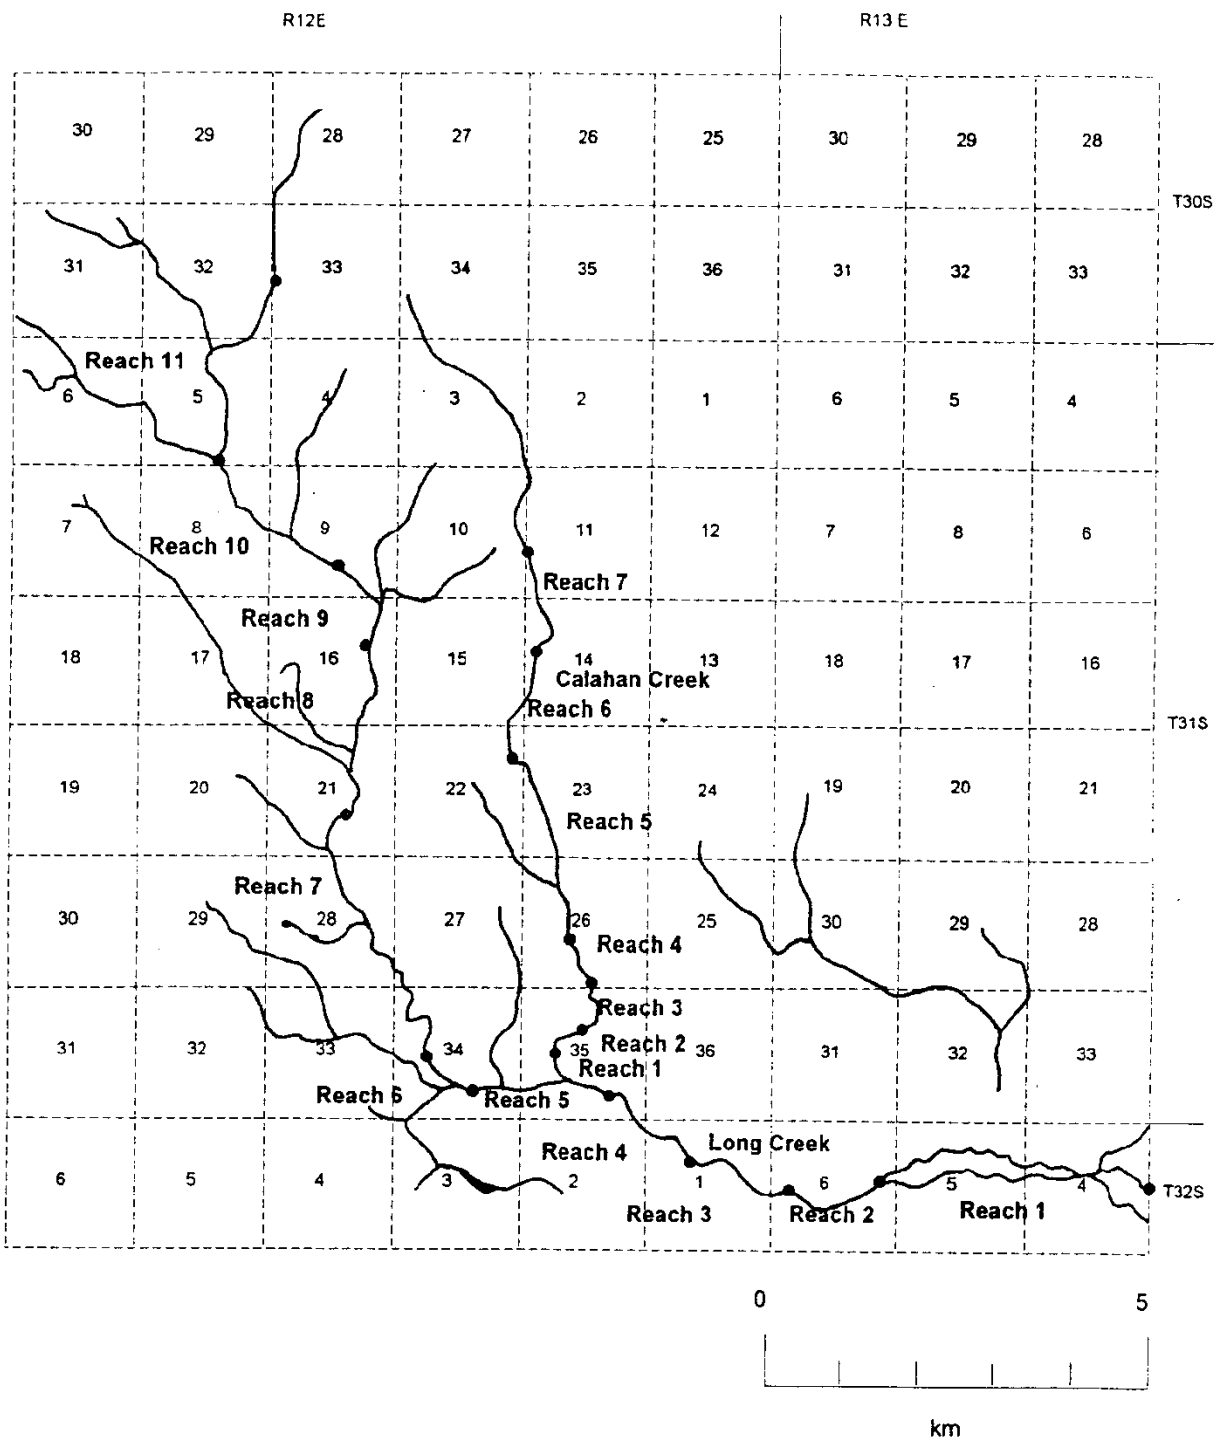 R12E R13 E
30 29 28 27 26 25 30 29 28
T30S
31 32 33 34 35 36 31 32 33
Reach 11
6 5 4 3 2 1 6 5 4
7 8 9 10 11 12 7 8 6
Reach 10
Reach 7
Reach 9
18 17 16 15 14 13 18 17 16
Calahan Creek
Reach 8
Reach 6
T31S
19 20 21 22 23 24 19 20 21
Reach 5
Reach 7
30 29 28 27 26 25 30 29 28
Reach 4
Reach 3
31 32 33 34 35 36 31 32 33
Reach 2
Reach 1
Reach 6
Reach 5
Long Creek
Reach 4
6 5 4 3 2 1 6 5 4
T32S
Reach 3 Reach 2 Reach 1
0 5
km